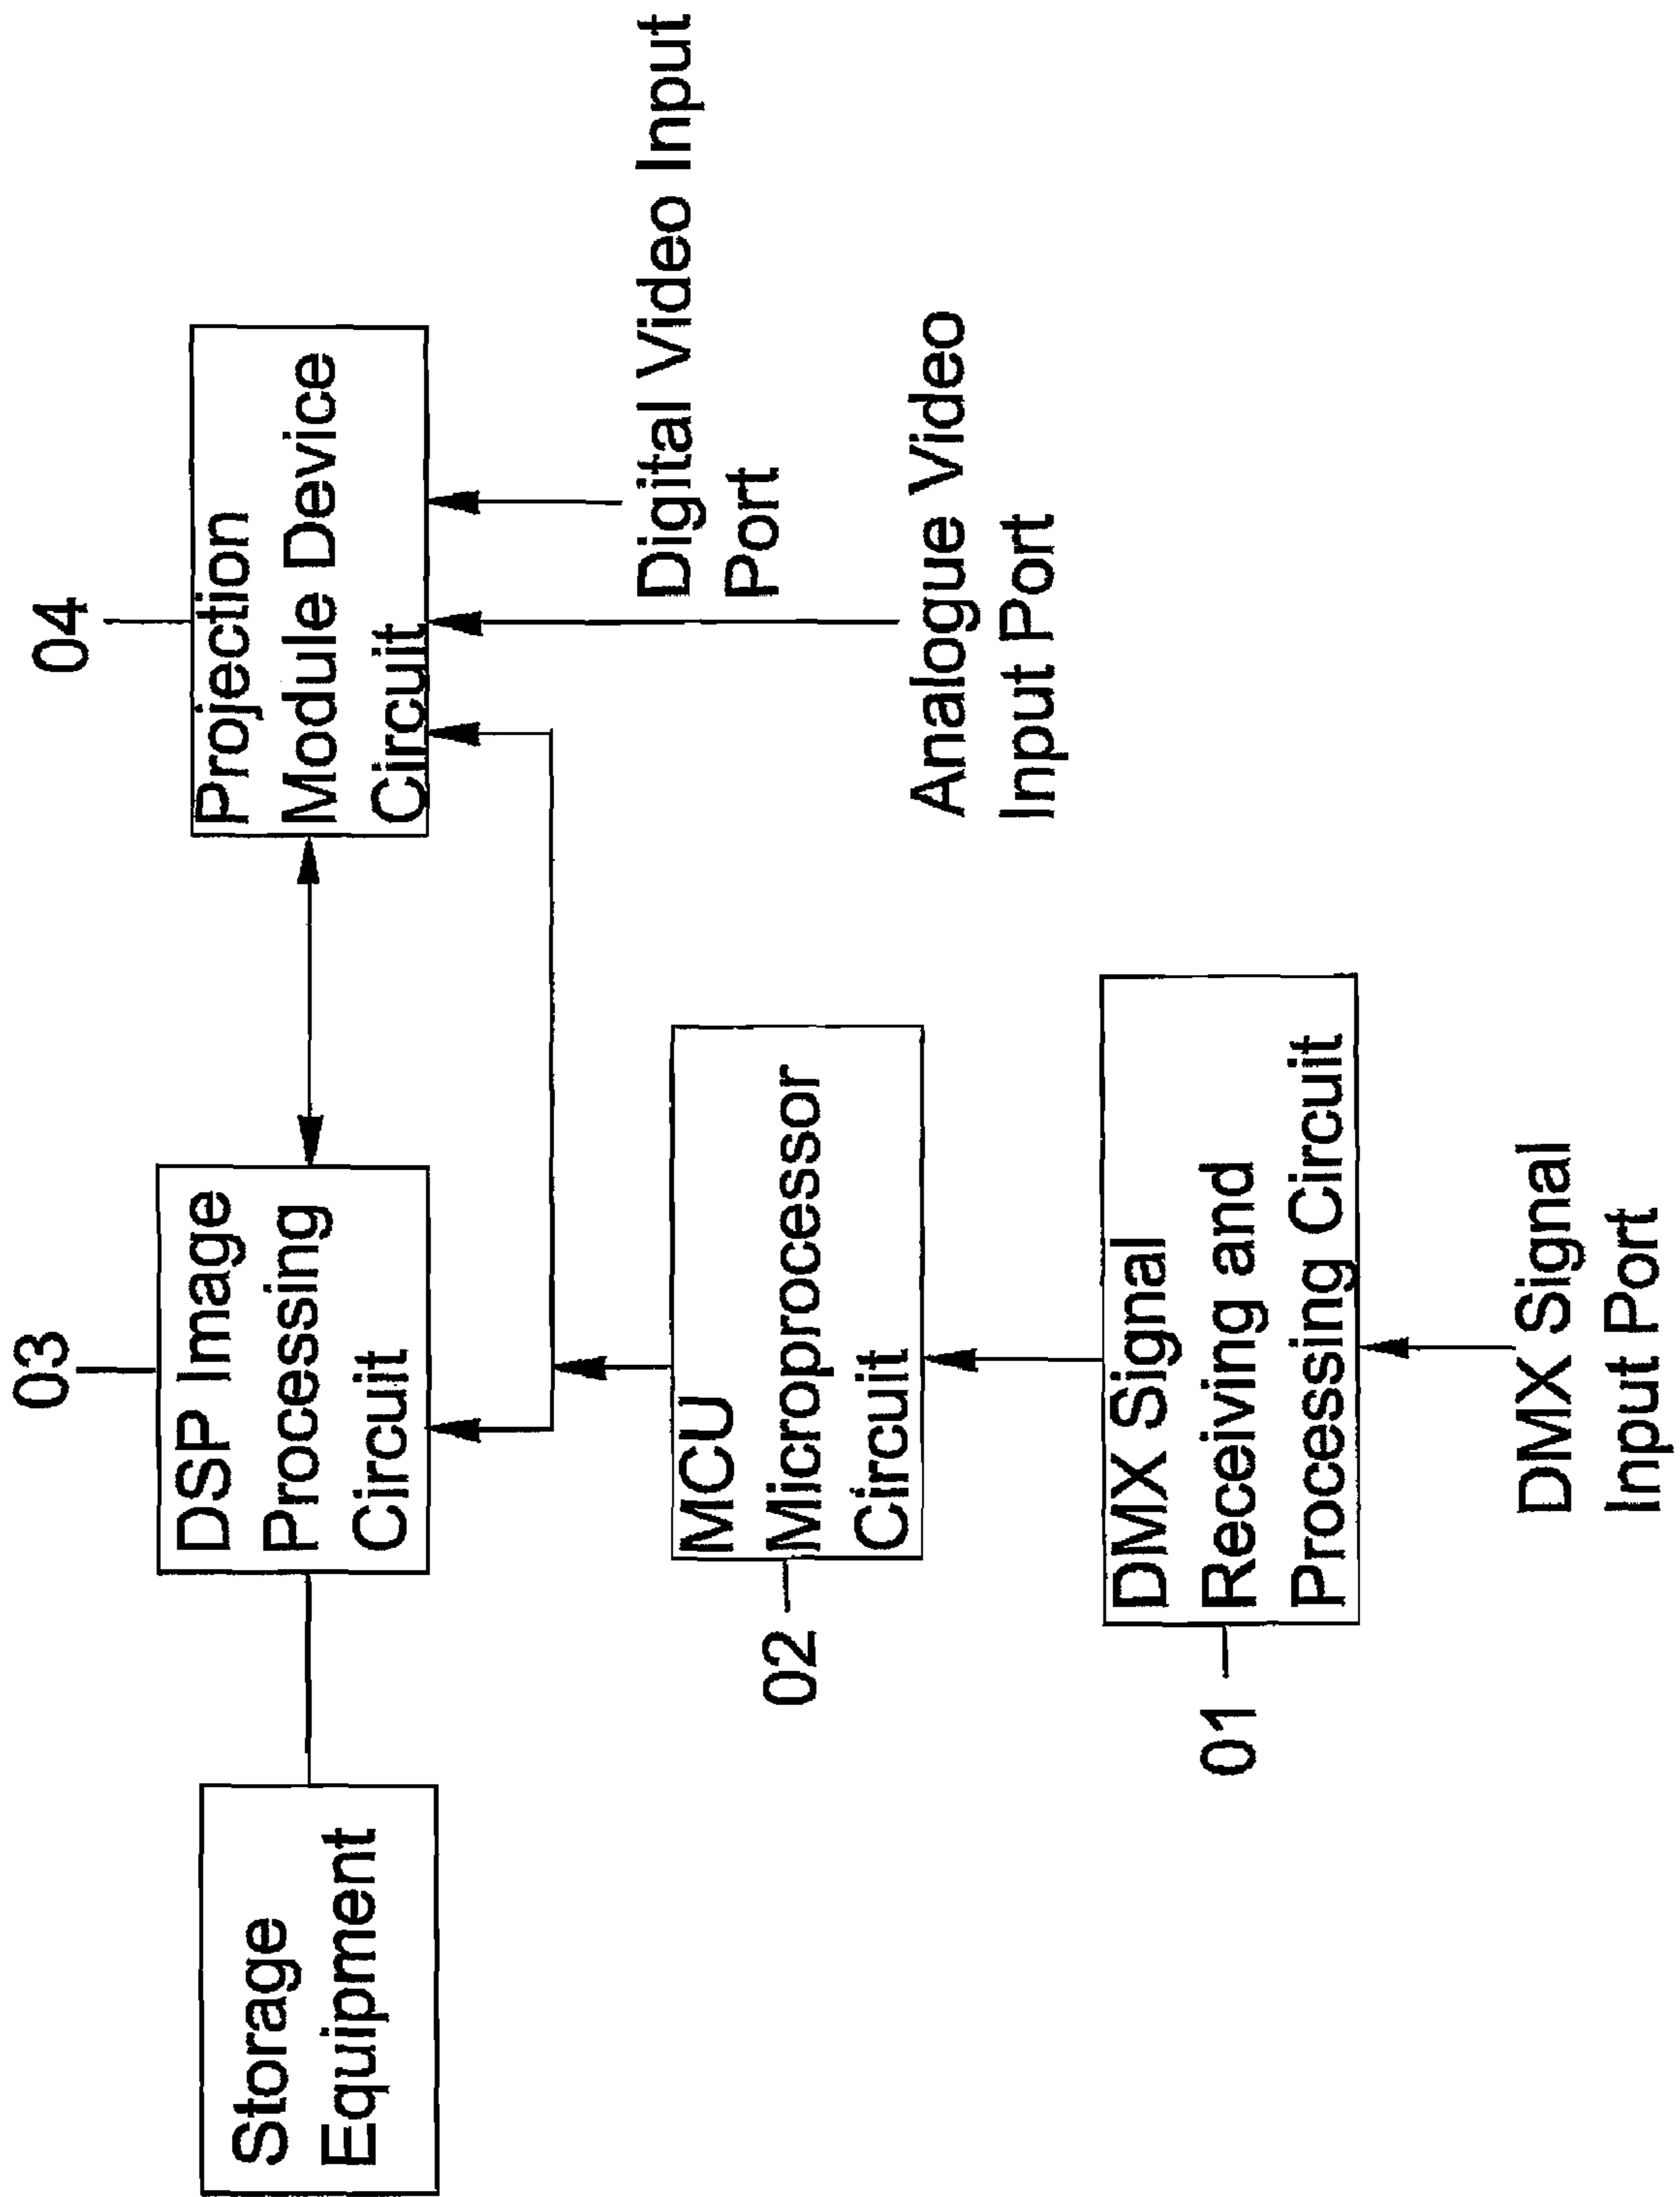 Storage
Equipment
03
DSP Image
Processing
Circuit
04
Projection
Module Device
Circuit
02
MCU
Microprocessor
Circuit
01
DMX Signal
Receiving and
Processing Circuit
DMX Signal
Input Port
Analogue Video
Input Port
Digital Video Input
Port